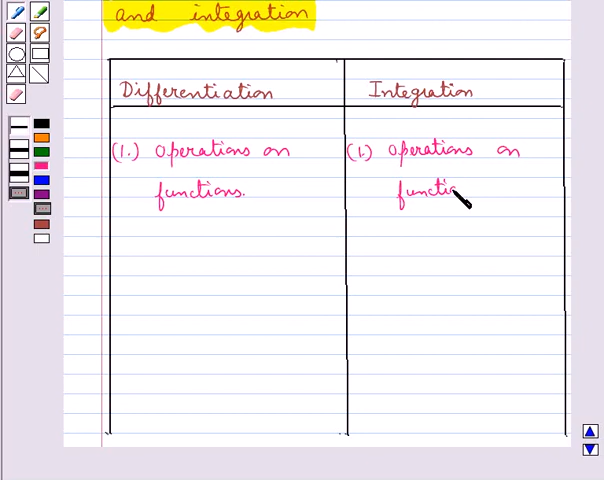 and integration
Differentiation
Integration
(1.) Operations on
functions.
(1.) Operations on
functio